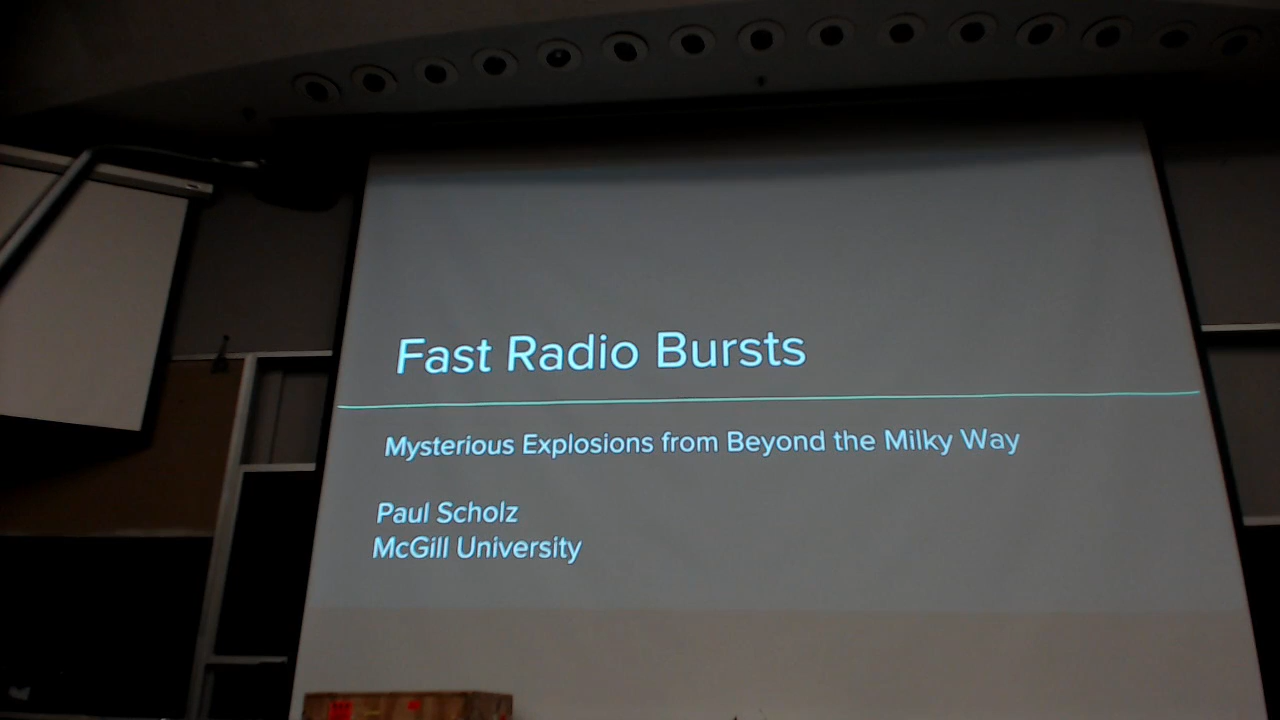 Fast Radio Bursts
Mysterious Explosions from Beyond the Milky Way
Paul Scholz
McGill University